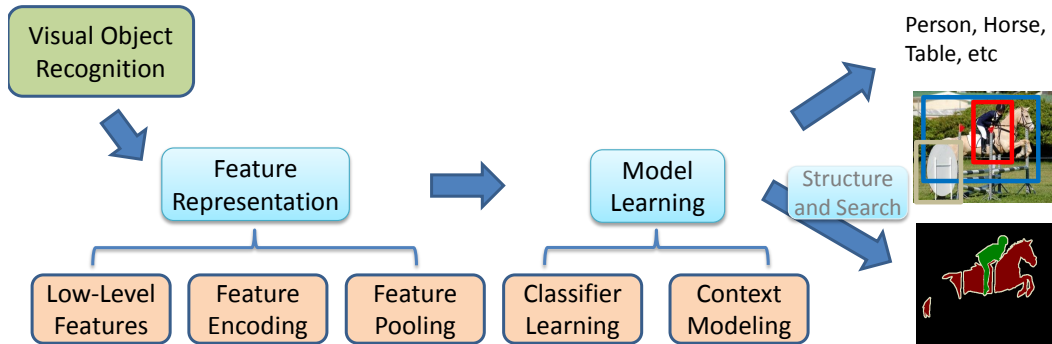 Visual Object
Recognition
Feature
Representation
Model
Learning
Structure
and Search
Person, Horse,
Table, etc
Low-Level
Features
Feature
Encoding
Feature
Pooling
Classifier
Learning
Context
Modeling